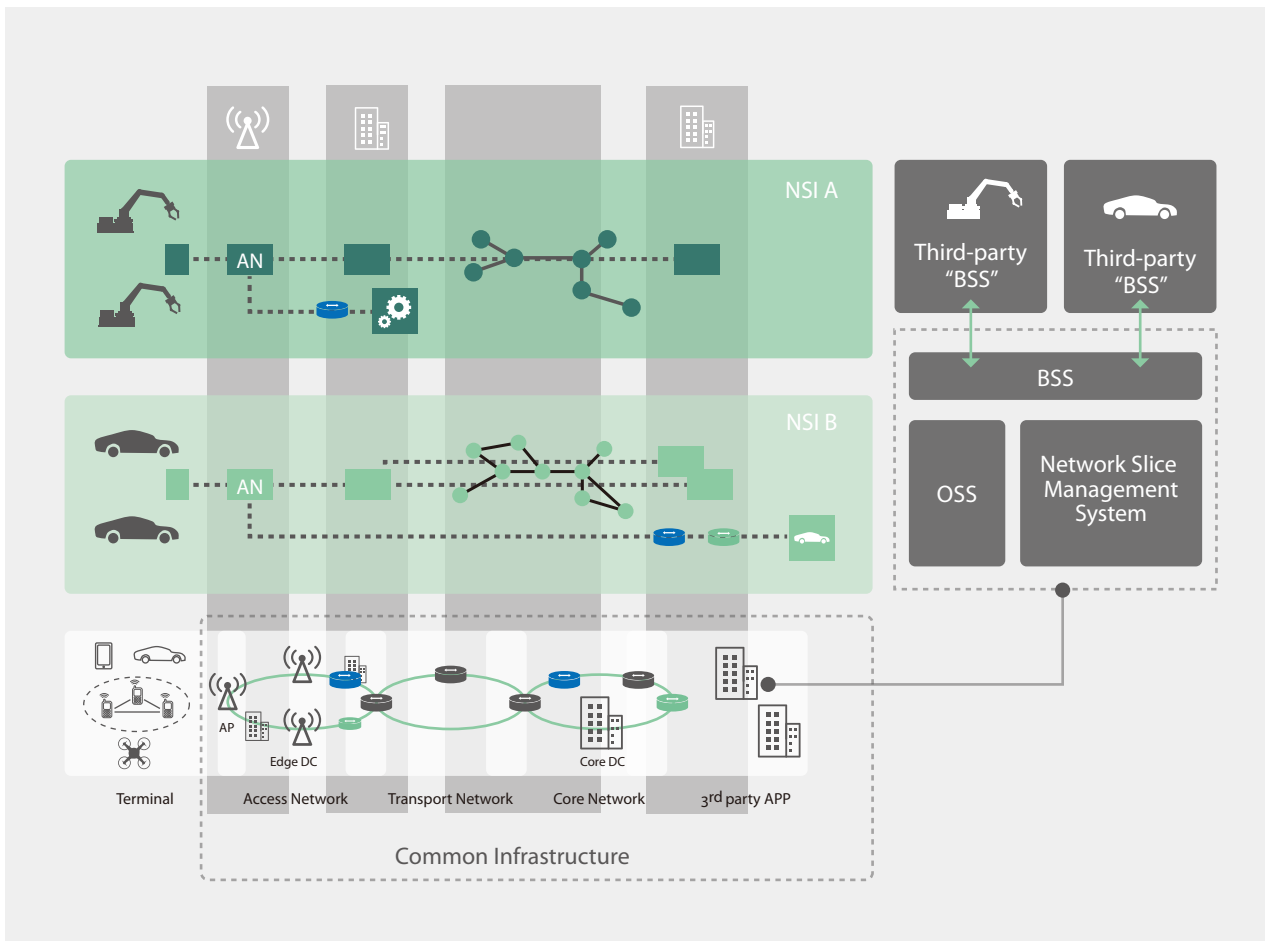 NSI A
AN
NSI B
AN
Third-party
“BSS”
Third-party
“BSS”
BSS
OSS
Network Slice
Management
System
AP
Edge DC
Core DC
Terminal
Access Network
Transport Network
Core Network
3rd party APP
Common Infrastructure